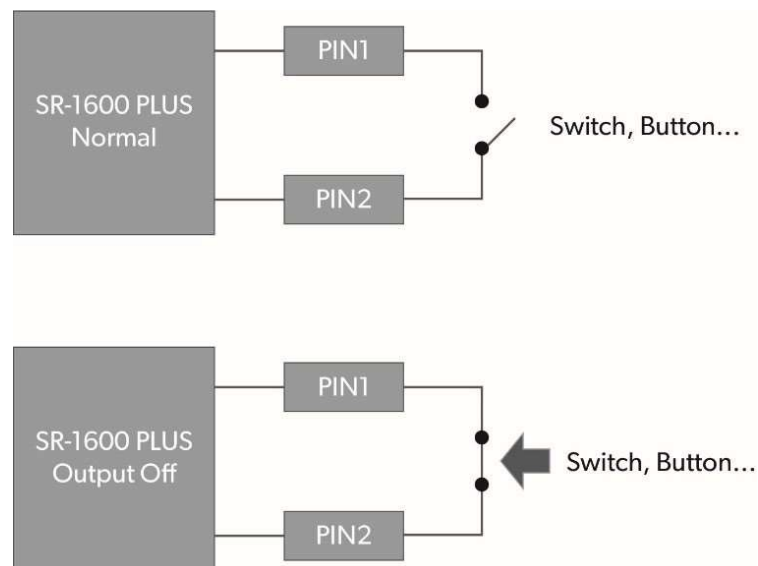 PIN1
SR-1600 PLUS
Normal
Switch, Button...
PIN2
PIN1
SR-1600 PLUS
Output Off
Switch, Button...
PIN2